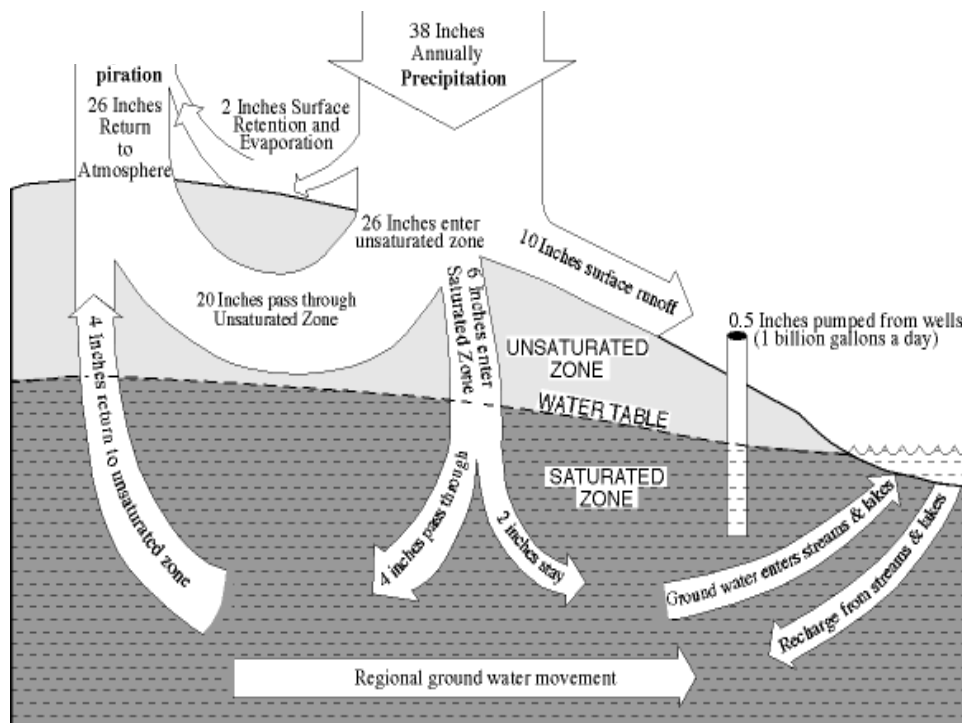 38 Inches
Annually
Precipitation
piration
26 Inches
Return
to
Atmosphere
2 Inches Surface
Retention and
Evaporation
26 Inches enter
unsaturated zone
10 Inches surface runoff
20 Inches pass through
Unsaturated Zone
6 Inches enter
Saturated Zone
0.5 Inches pumped from wells
(1 billion gallons a day)
UNSATURATED
ZONE
WATER TABLE
SATURATED
ZONE
4 Inches return to unsaturated zone
4 inches pass through
2 inches stay
Ground water enters streams & lakes
Recharge from streams & lakes
Regional ground water movement